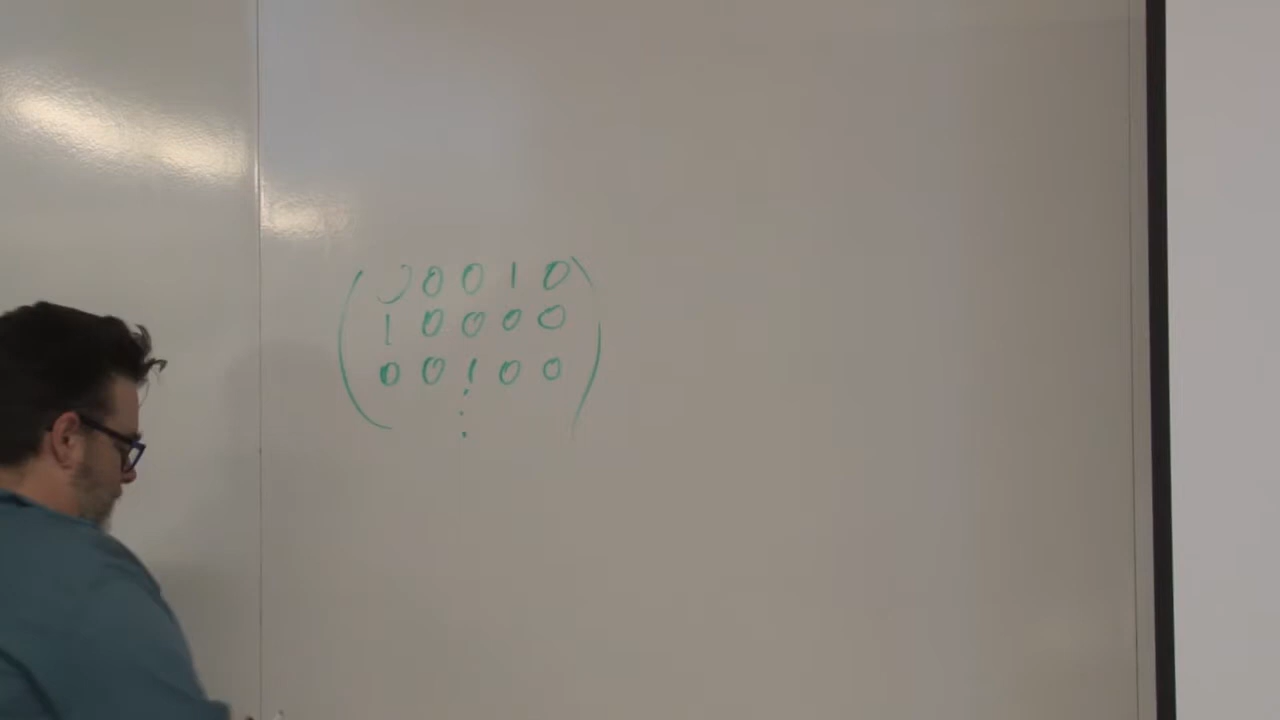 ( 0 0 0 1 0 )
1 0 0 0 0
0 0 1 0 0
⋮